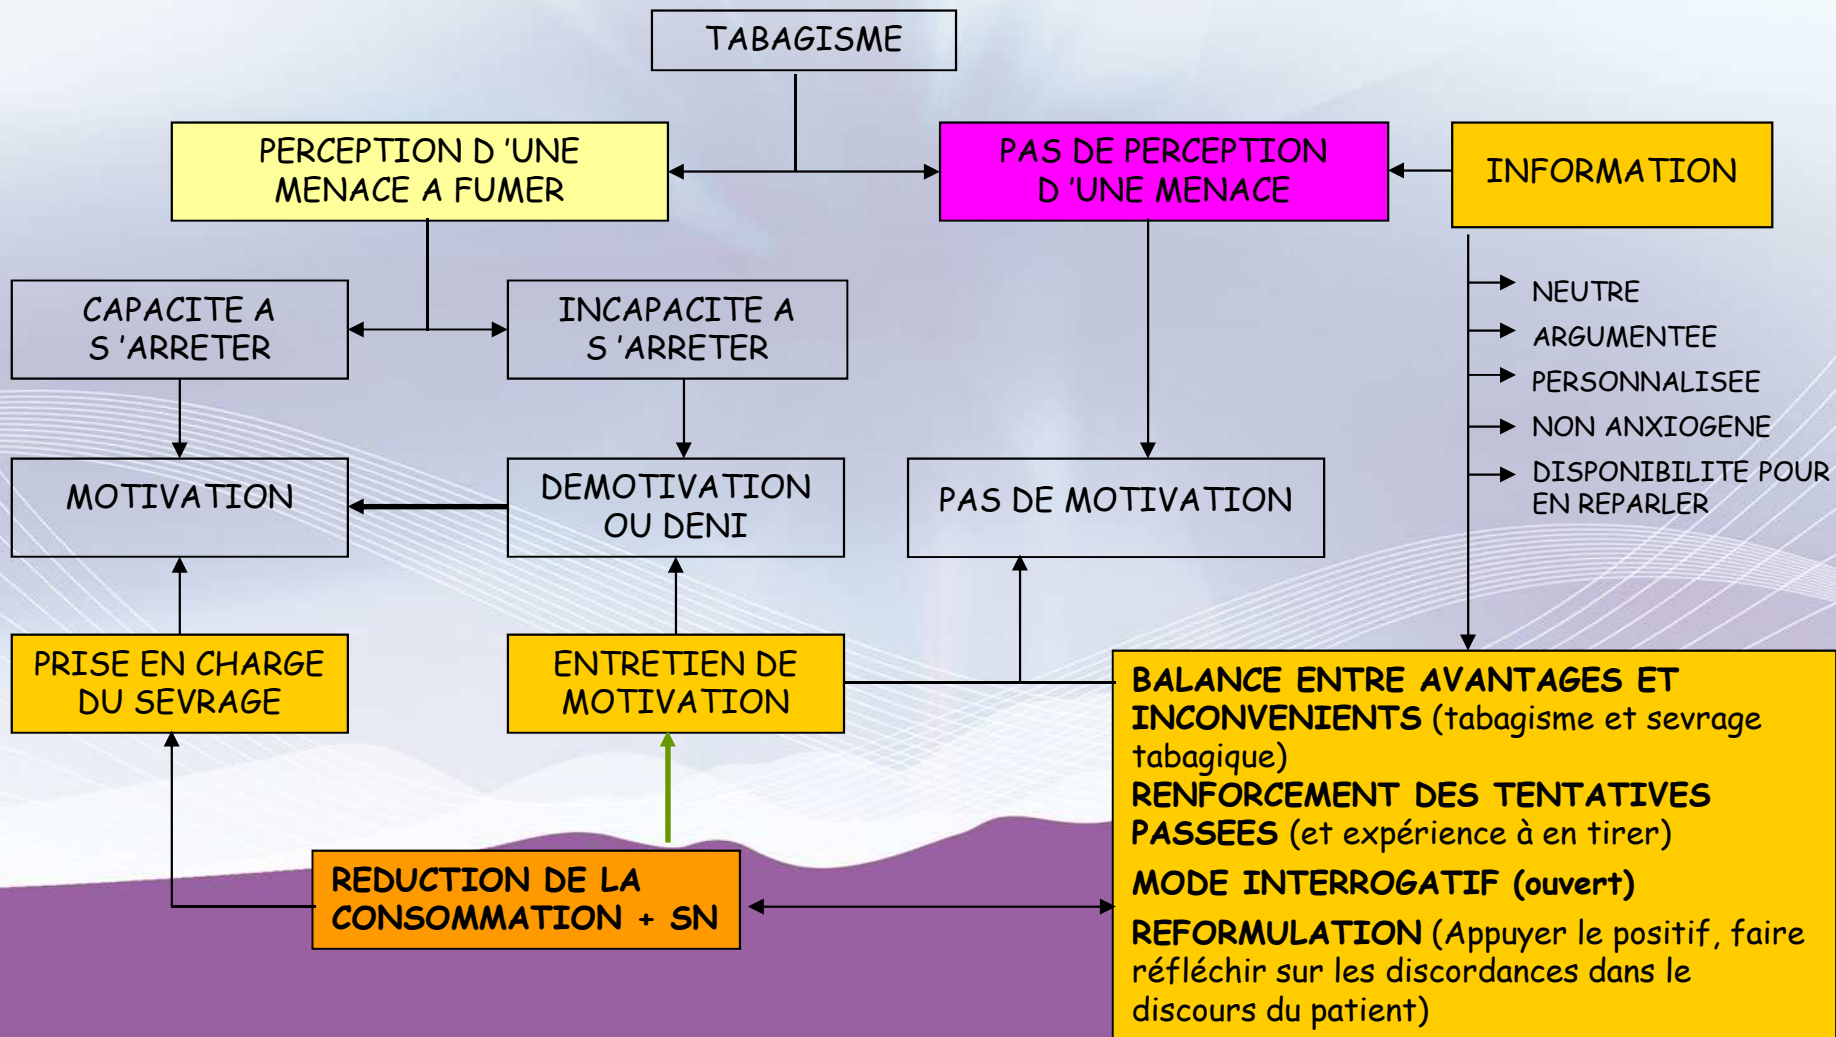 TABAGISME
PERCEPTION D 'UNE
MENACE A FUMER
PAS DE PERCEPTION
D 'UNE MENACE
INFORMATION
CAPACITE A
S 'ARRETER
INCAPACITE A
S 'ARRETER
NEUTRE
ARGUMENTEE
PERSONNALISEE
NON ANXIOGENE
DISPONIBILITE POUR
EN REPARLER
MOTIVATION
DEMOTIVATION
OU DENI
PAS DE MOTIVATION
PRISE EN CHARGE
DU SEVRAGE
ENTRETIEN DE
MOTIVATION
BALANCE ENTRE AVANTAGES ET
INCONVENIENTS (tabagisme et sevrage
tabagique)
RENFORCEMENT DES TENTATIVES
PASSEES (et expérience à en tirer)
MODE INTERROGATIF (ouvert)
REFORMULATION (Appuyer le positif, faire
réfléchir sur les discordances dans le
discours du patient)
REDUCTION DE LA
CONSOMMATION + SN